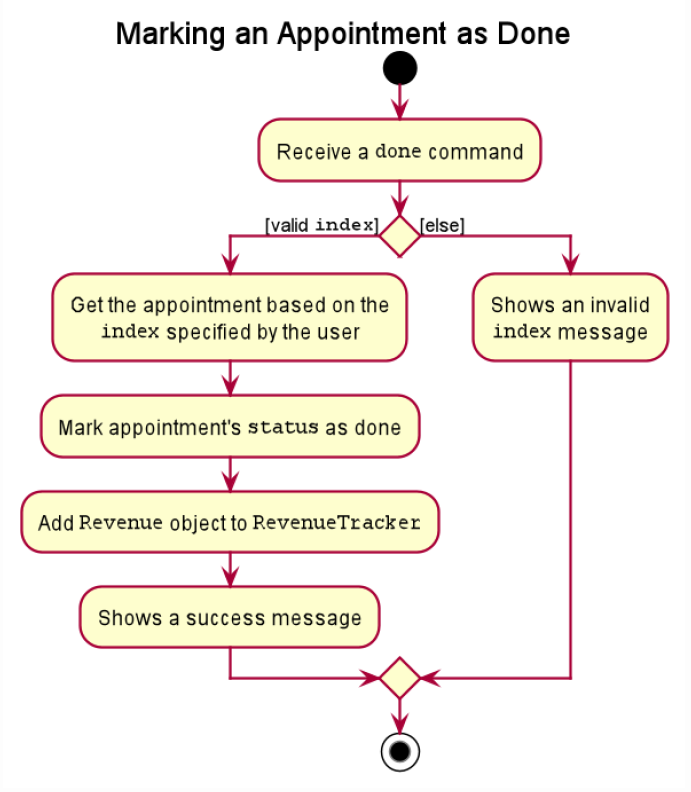 Marking an Appointment as Done
Receive a done command
[valid index]
[else]
Get the appointment based on the
index specified by the user
Shows an invalid
index message
Mark appointment's status as done
Add Revenue object to RevenueTracker
Shows a success message